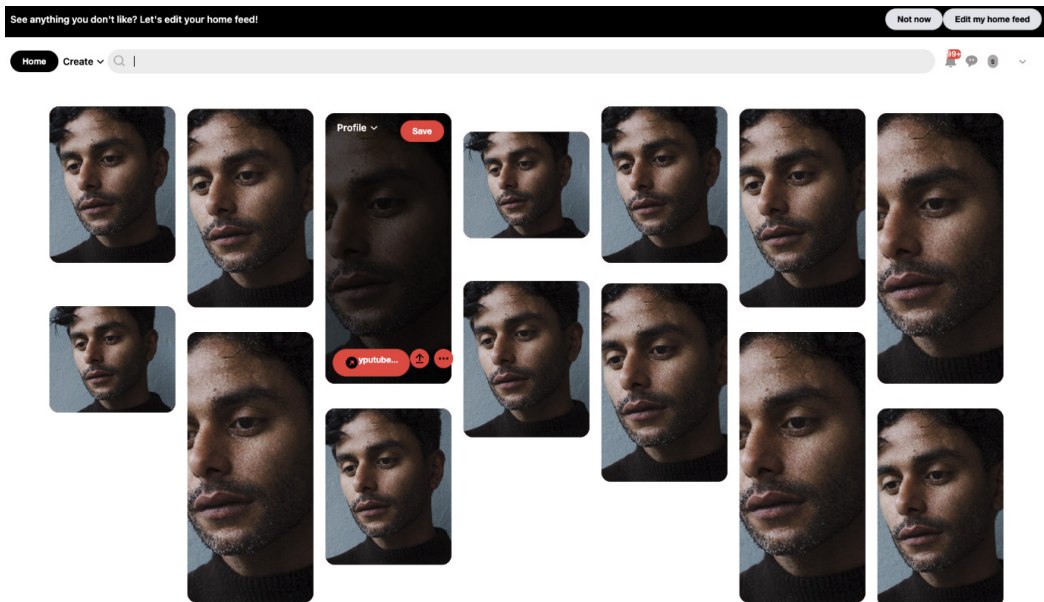 See anything you don't like? Let's edit your home feed!
Not now
Edit my home feed
Home
Create
99+
s
Profile
Save
yputube...